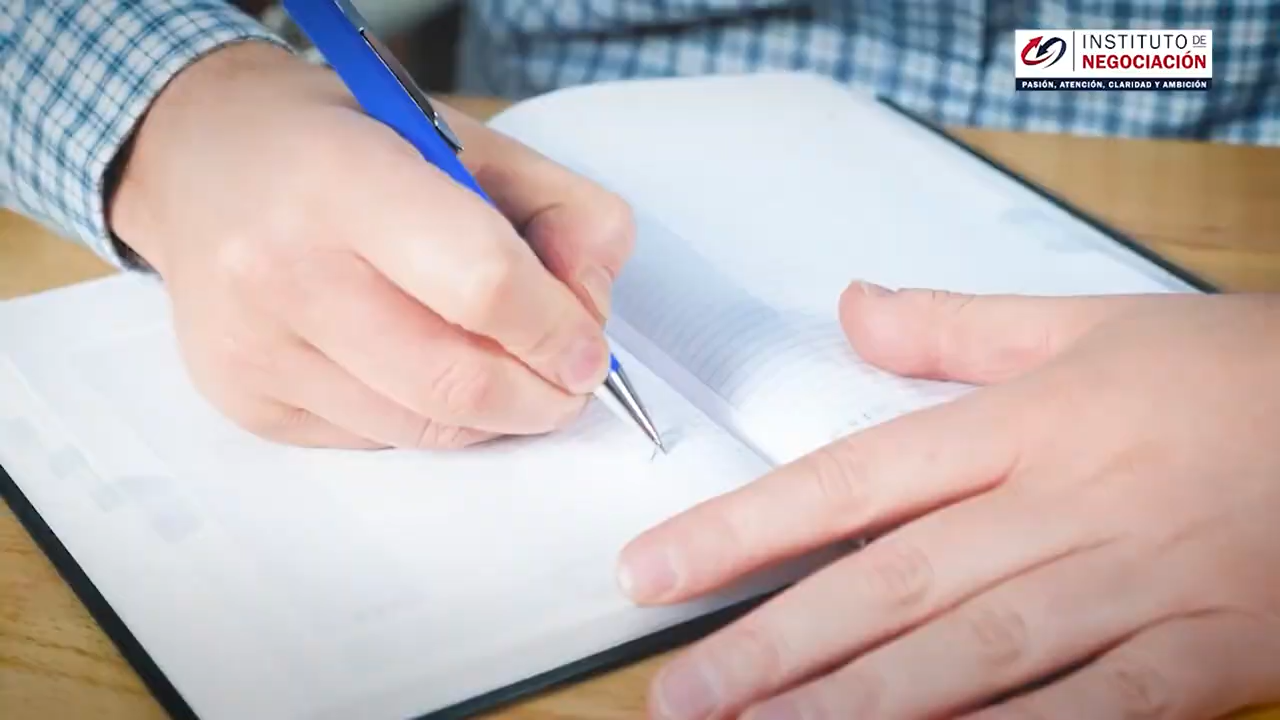 INSTITUTO DE
NEGOCIACIÓN
PASIÓN, ATENCIÓN, CLARIDAD Y AMBICIÓN